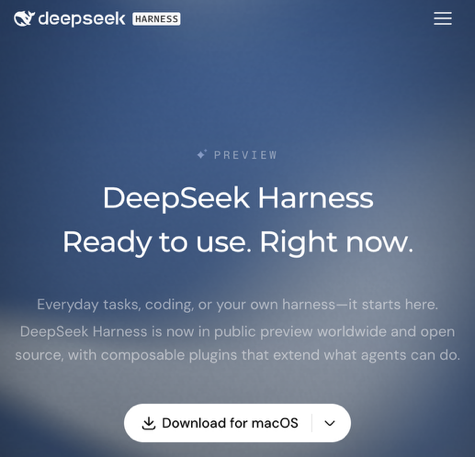 deepseek HARNESS
PREVIEW
DeepSeek Harness
Ready to use. Right now.
Everyday tasks, coding, or your own harness—it starts here.
DeepSeek Harness is now in public preview worldwide and open
source, with composable plugins that extend what agents can do.
Download for macOS